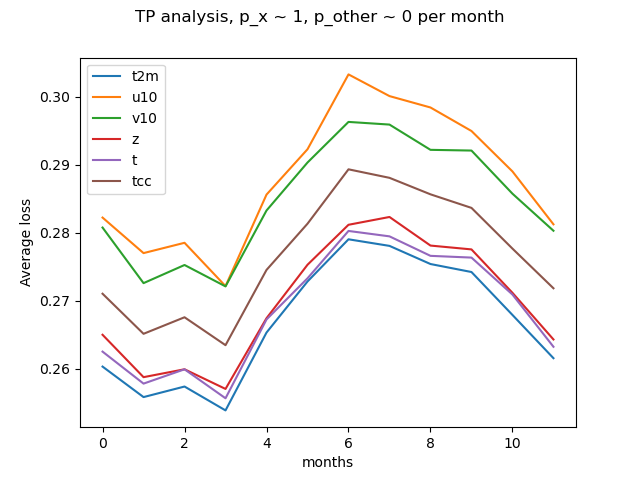 TP analysis, p_x ~ 1, p_other ~ 0 per month
t2m
u10
v10
z
t
tcc
0.30
0.29
0.28
0.27
0.26
Average loss
0 2 4 6 8 10
months